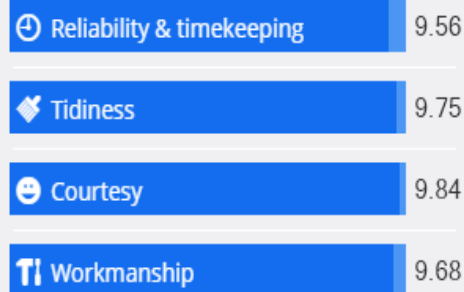 Reliability & timekeeping 9.56
Tidiness 9.75
Courtesy 9.84
Workmanship 9.68